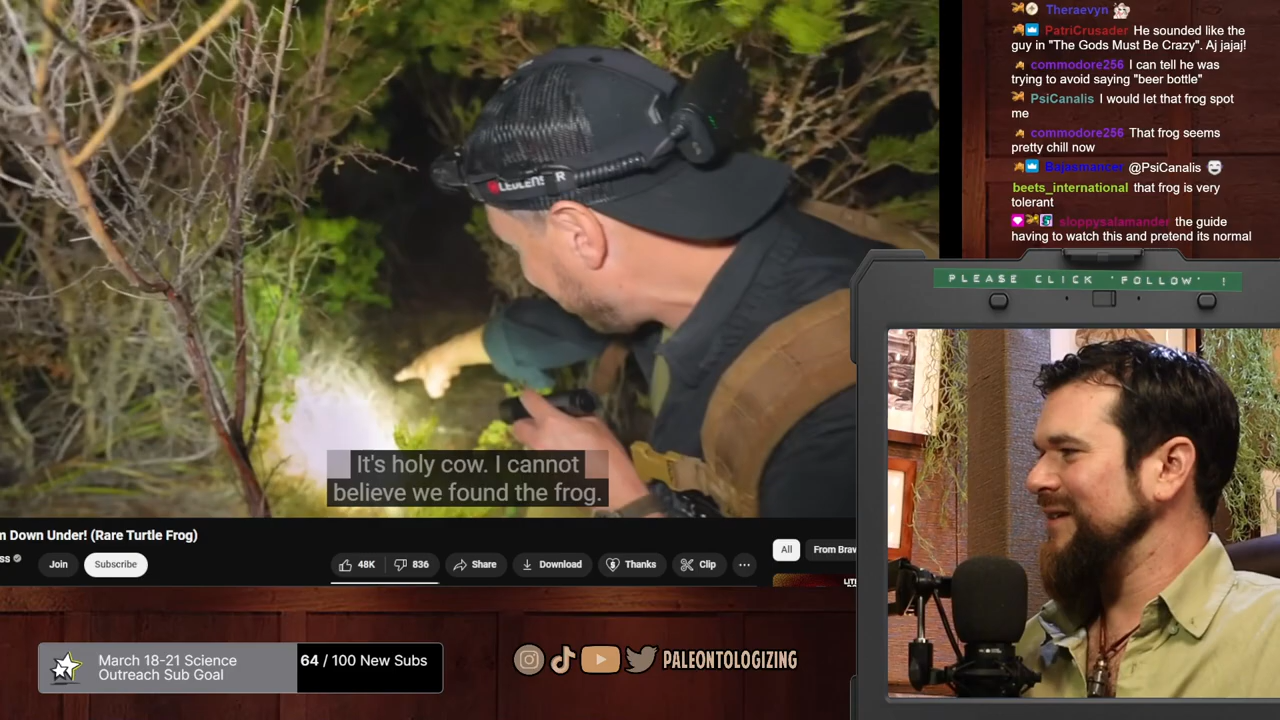 Theraevyn
PatriCrusader He sounded like the
guy in "The Gods Must Be Crazy". Aj jajaj!
commodore256 I can tell he was
trying to avoid saying "beer bottle"
PsiCanalis I would let that frog spot
me
commodore256 That frog seems
pretty chill now
Bajasmancer @PsiCanalis
beets_international that frog is very
tolerant
sloppysalamander the guide
having to watch this and pretend its normal
PLEASE CLICK 'FOLLOW' !
LEDLENSER
It's holy cow. I cannot
believe we found the frog.
m Down Under! (Rare Turtle Frog)
ss
Join
Subscribe
48K
836
Share
Download
Thanks
Clip
All
From Brav
March 18-21 Science
Outreach Sub Goal
64 / 100 New Subs
PALEONTOLOGIZING